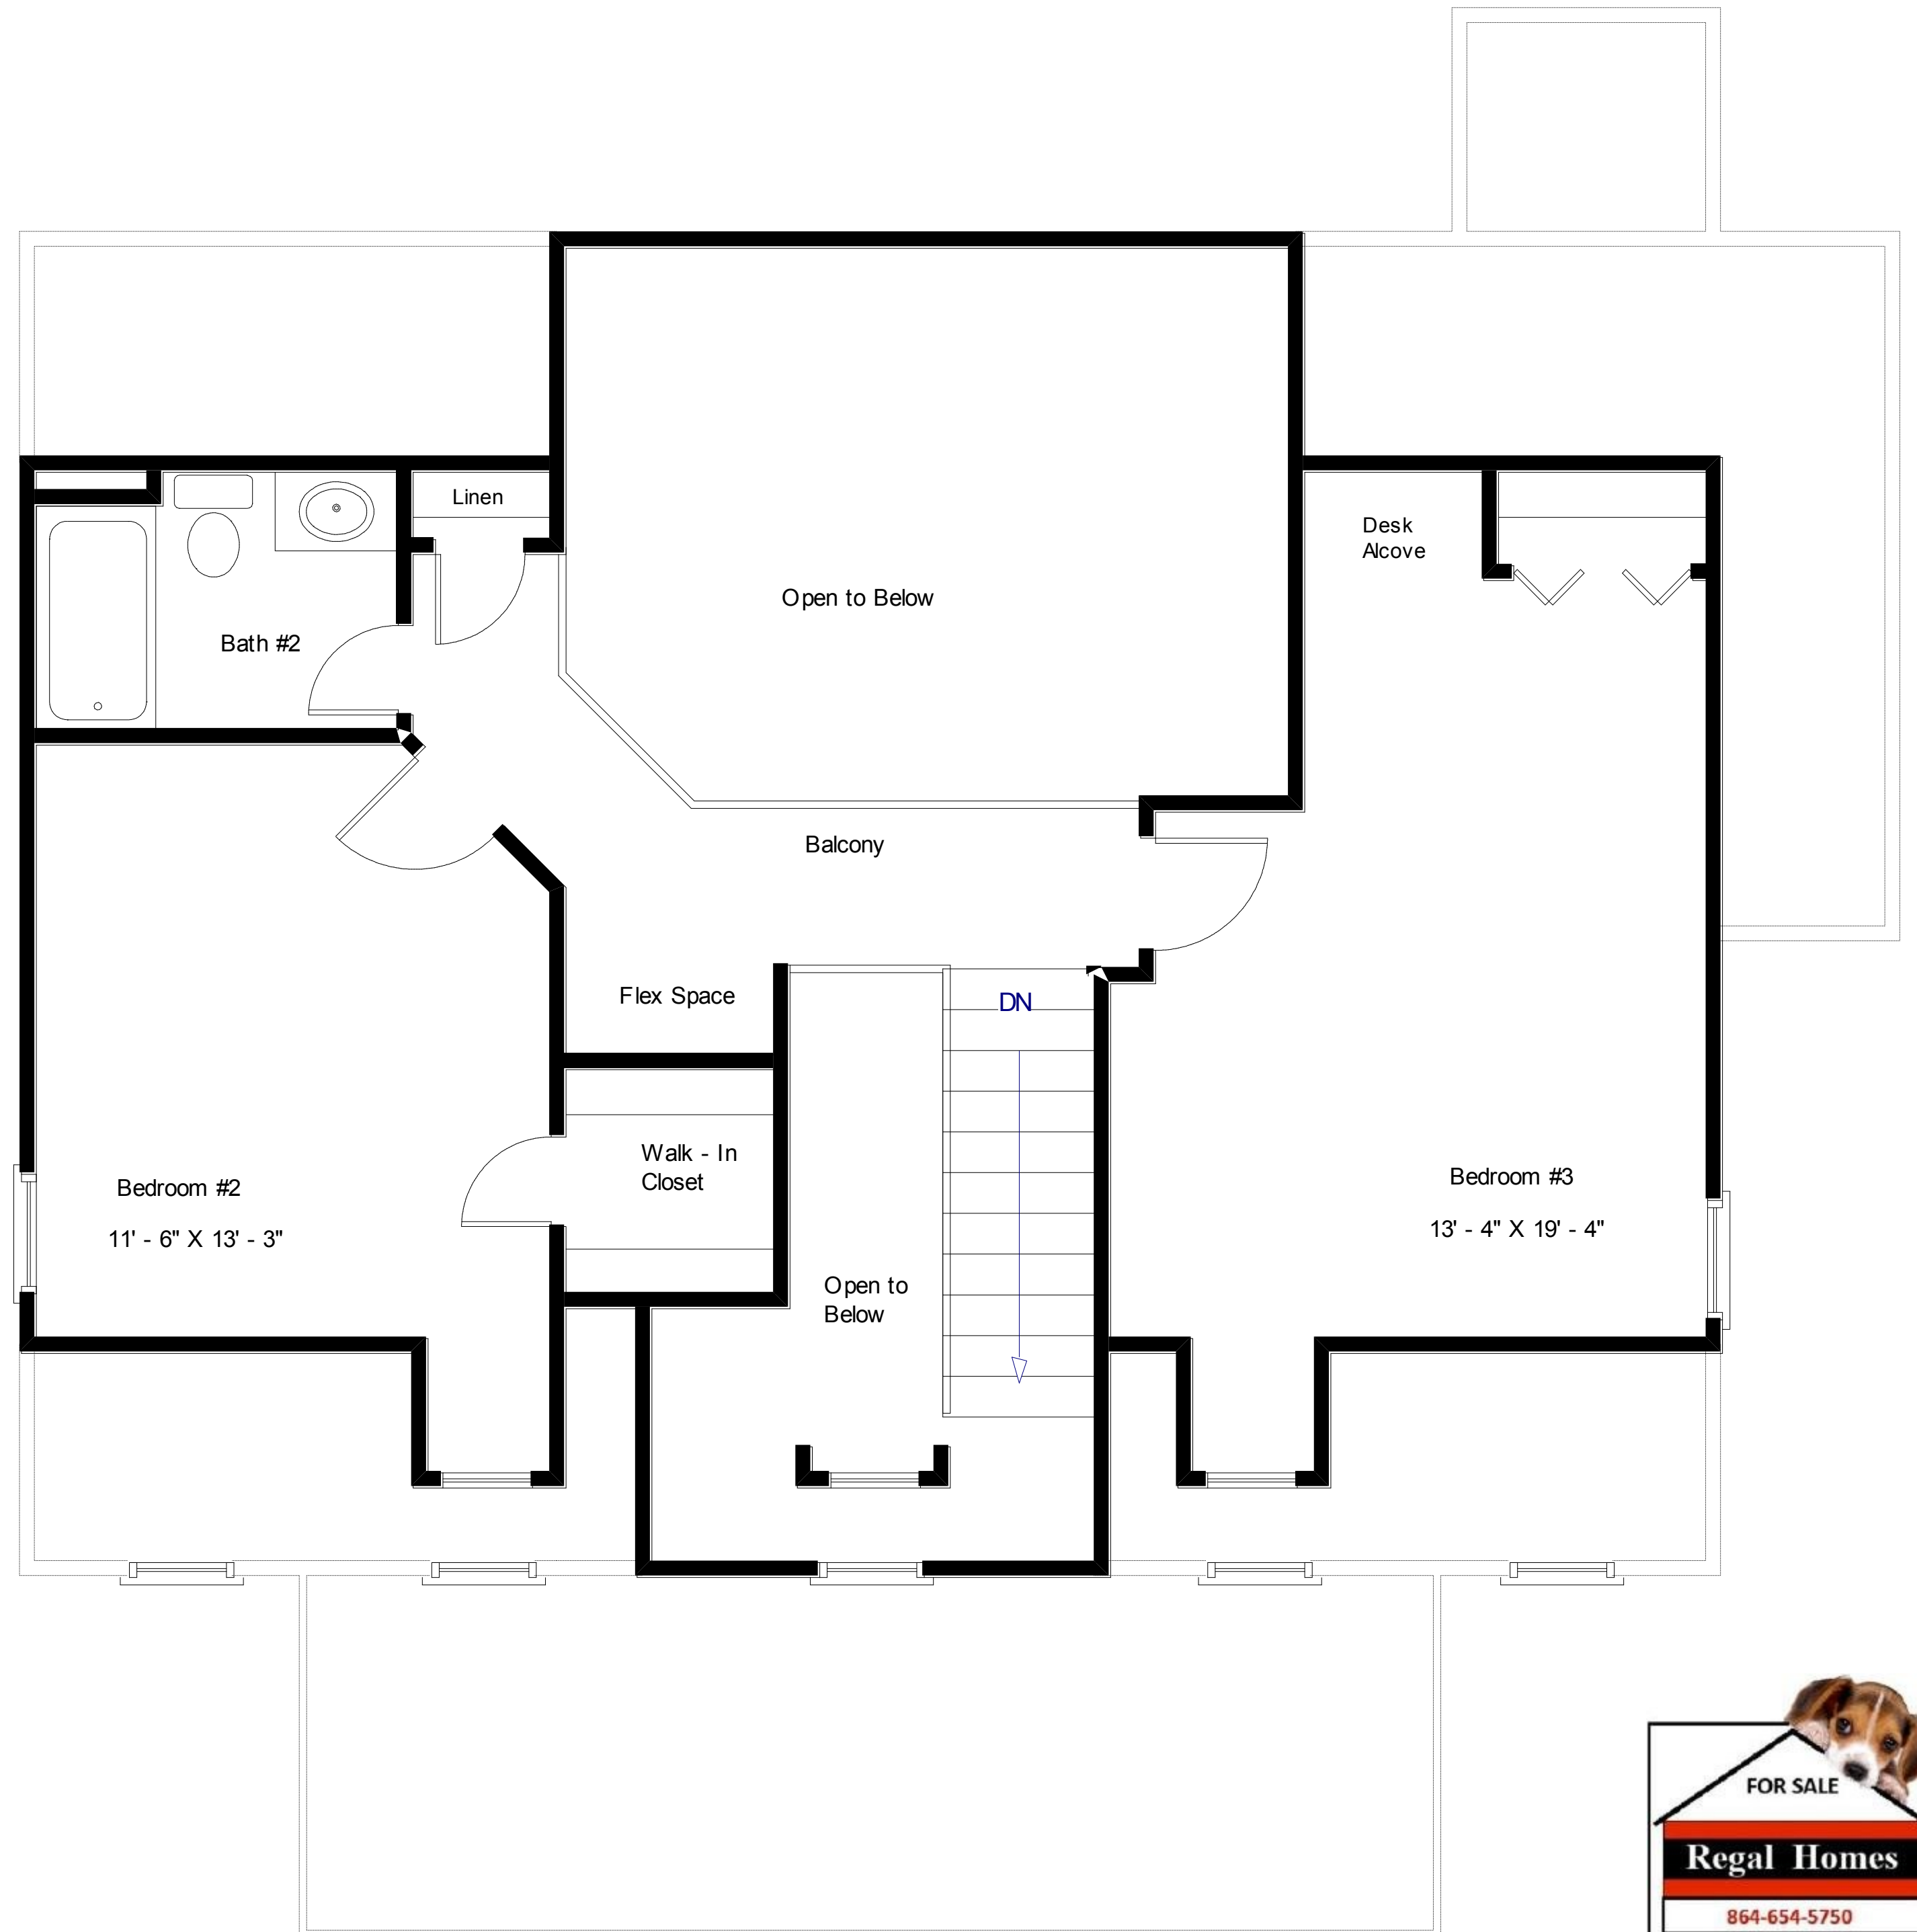 Linen
Desk
Alcove
Open to Below
Bath #2
Balcony
Flex Space
DN
Walk - In
Closet
Bedroom #2
11' - 6" X 13' - 3"
Bedroom #3
13' - 4" X 19' - 4"
Open to
Below
FOR SALE
Regal Homes
864-654-5750